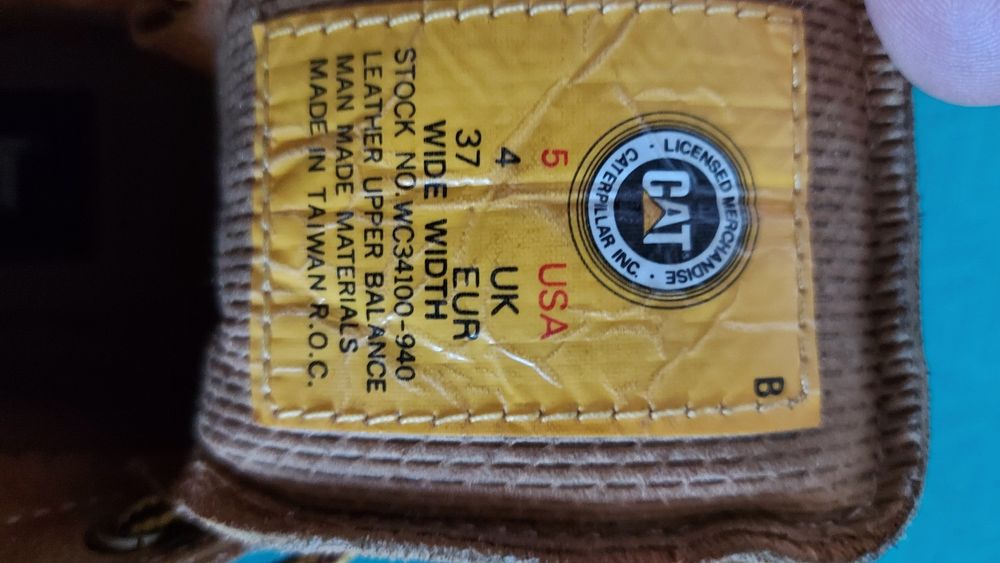 B
· LICENSED MERCHANDISE · CATERPILLAR INC.
CAT
5 USA
4 UK
37 EUR
WIDE WIDTH
STOCK NO.WC34100-940
LEATHER UPPER BALANCE
MAN MADE MATERIALS
MADE IN TAIWAN R.O.C.